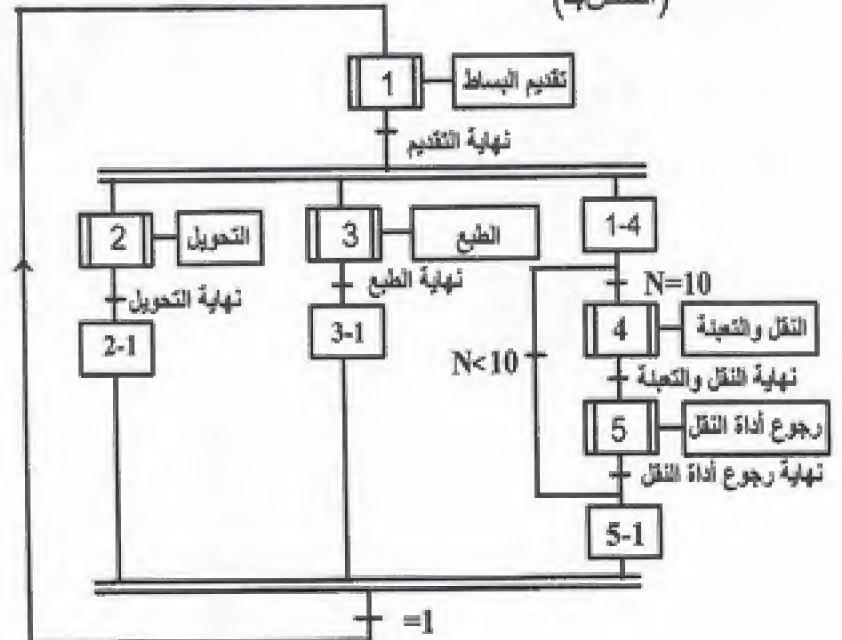 1
تقديم البساط
نهاية التقديم
2
التحويل
3
الطبع
1-4
نهاية التحويل
نهاية الطبع
N=10
2-1
3-1
N<10
4
النقل والتعبئة
نهاية النقل والتعبئة
5
رجوع أداة النقل
نهاية رجوع أداة النقل
5-1
=1